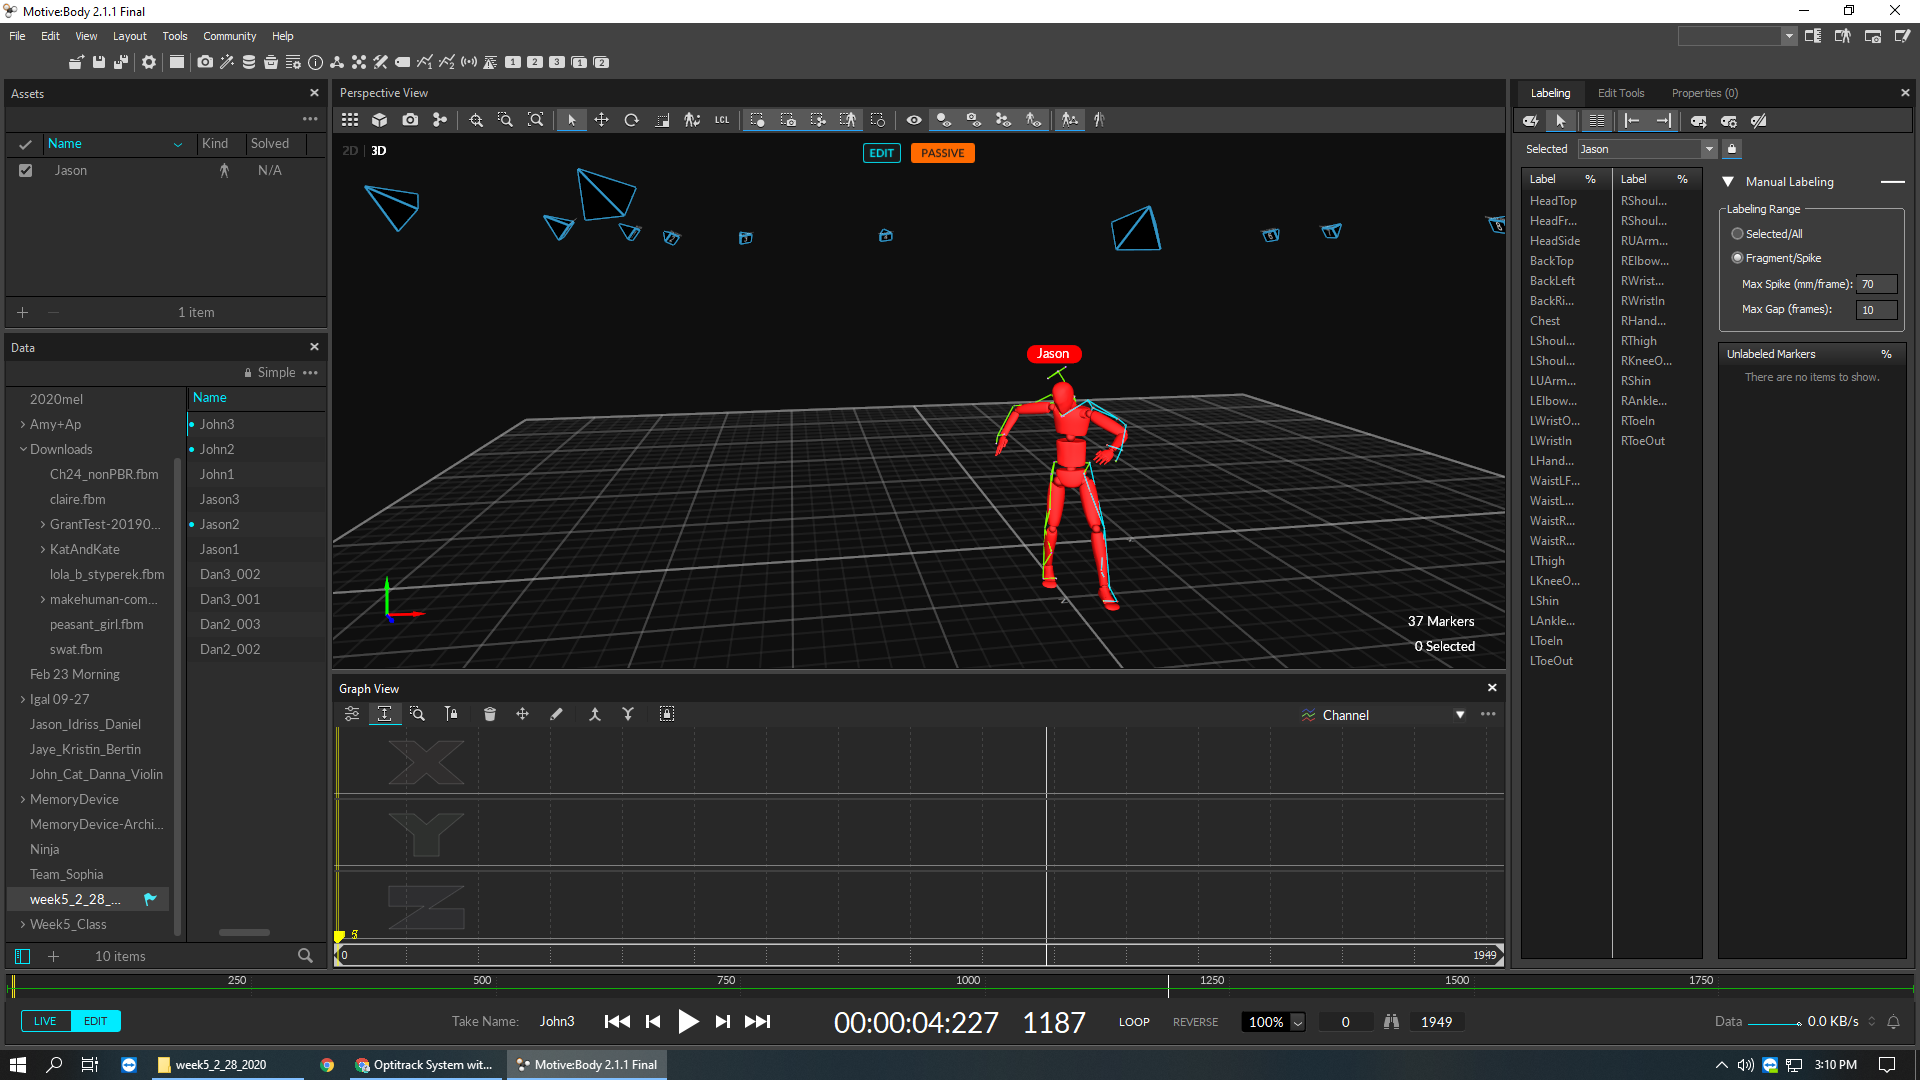 Motive:Body 2.1.1 Final
File Edit View Layout Tools Community Help
1 2 3 1 2
Assets
Name Kind Solved
Jason N/A
1 item
Data
Simple
2020mel
Amy+Ap
Downloads
Ch24_nonPBR.fbm
claire.fbm
GrantTest-20190...
KatAndKate
lola_b_styperek.fbm
makehuman-com...
peasant_girl.fbm
swat.fbm
Feb 23 Morning
Igal 09-27
Jason_Idriss_Daniel
Jaye_Kristin_Bertin
John_Cat_Danna_Violin
MemoryDevice
MemoryDevice-Archi...
Ninja
Team_Sophia
week5_2_28_...
Week5_Class
Name
John3
John2
John1
Jason3
Jason2
Jason1
Dan3_002
Dan3_001
Dan2_003
Dan2_002
10 items
Perspective View
LCL
2D 3D
EDIT PASSIVE
Jason
37 Markers
0 Selected
Graph View
Channel
X
Y
Z
0 1949
Labeling Edit Tools Properties (0)
Selected Jason
Label %
HeadTop
HeadFr...
HeadSide
BackTop
BackLeft
BackRi...
Chest
LShoul...
LShoul...
LUArm...
LElbow...
LWristO...
LWristIn
LHand...
WaistLF...
WaistL...
WaistR...
WaistR...
LThigh
LKneeO...
LShin
LAnkle...
LToeIn
LToeOut
Label %
RShoul...
RShoul...
RUArm...
RElbow...
RWrist...
RWristIn
RHand...
RThigh
RKneeO...
RShin
RAnkle...
RToeIn
RToeOut
Manual Labeling
Labeling Range
Selected/All
Fragment/Spike
Max Spike (mm/frame): 70
Max Gap (frames): 10
Unlabeled Markers %
There are no items to show.
250 500 750 1000 1250 1500 1750
LIVE EDIT
Take Name: John3
00:00:04:227 1187 LOOP REVERSE 100% 0 1949
Data 0.0 KB/s
week5_2_28_2020
Optitrack System wit...
Motive:Body 2.1.1 Final
3:10 PM